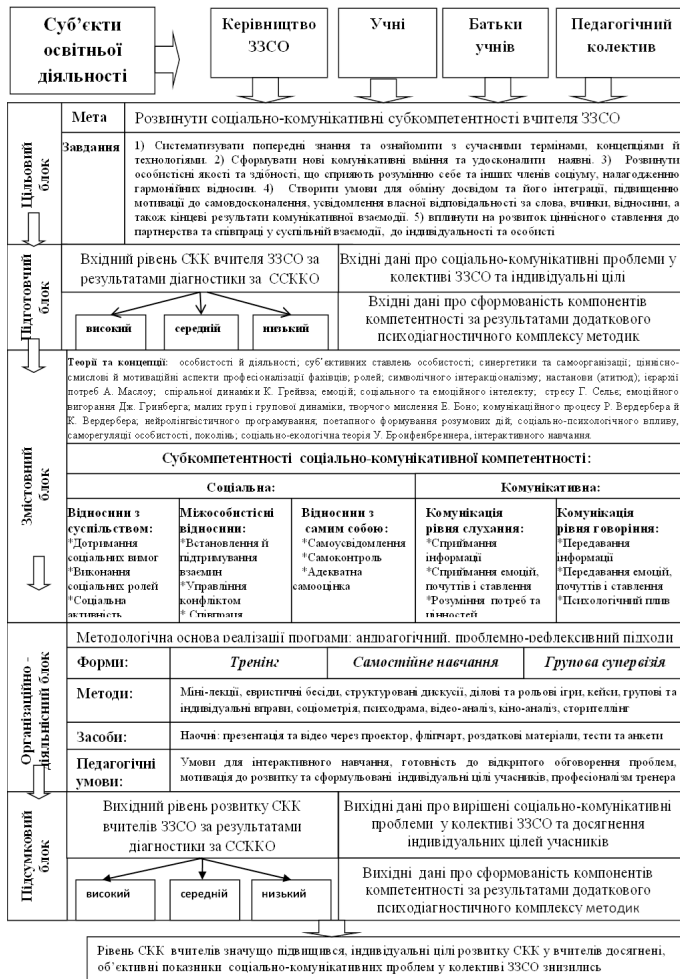 Суб’єкти
освітньої
діяльності
Керівництво
ЗЗСО
Учні
Батьки
учнів
Педагогічний
колектив
Цільовий
блок
Мета
Розвинути соціально-комунікативні субкомпетентності вчителя ЗЗСО
Завдання
1) Систематизувати попередні знання та ознайомити з сучасними термінами, концепціями й
технологіями. 2) Сформувати нові комунікативні вміння та удосконалити наявні. 3) Розвинути
особистісні якості та здібності, що сприяють розумінню себе та інших членів соціуму, налагодженню
гармонійних відносин. 4) Створити умови для обміну досвідом та його інтеграції, підвищенню
мотивації до самовдосконалення, усвідомлення власної відповідальності за слова, вчинки, відносини, а
також кінцеві результати комунікативної взаємодії. 5) вплинути на розвиток ціннісного ставлення до
партнерства та співпраці у суспільній взаємодії, до індивідуальності та особисті
Підготовчий
блок
Вхідний рівень СКК вчителя ЗЗСО за
результатами діагностики за ССККО
високий
середній
низький
Вхідні дані про соціально-комунікативні проблеми у
колективі ЗЗСО та індивідуальні цілі
Вхідні дані про сформованість компонентів
компетентності за результатами додаткового
психодіагностичного комплексу методик
Змістовний
блок
Теорії та концепції: особистості й діяльності; суб’єктивних ставлень особистості; синергетики та самоорганізації; ціннісно-
смислові й мотиваційні аспекти професіоналізації фахівців; ролей; символічного інтеракціоналізму; настанови (атитюд); ієрархії
потреб А. Маслоу; спіральної динаміки К. Грейвза; емоцій; соціального та емоційного інтелекту; стресу Г. Сельє; емоційного
вигорання Дж. Гринберга; малих груп і групової динаміки, творчого мислення Е. Боно; комунікаційного процесу Р. Вердербера й
К. Вердербера; нейролінгвістичного програмування; поетапного формування розумових дій; соціально-психологічного впливу,
саморегуляції особистості, поколінь; соціально-екологічна теорія У. Бронфенбреннера, інтерактивного навчання.
Субкомпетентності соціально-комунікативної компетентності:
Соціальна:
Комунікативна:
Відносини з
суспільством:
*Дотримання
соціальних вимог
*Виконання
соціальних ролей
*Соціальна
активність
Міжособистісні
відносини:
*Встановлення й
підтримування
взаємин
*Управління
конфліктом
* Співпраця
Відносини з
самим собою:
*Самоусвідомлення
*Самоконтроль
*Адекватна
самооцінка
Комунікація
рівня слухання:
*Сприймання
інформації
*Сприймання емоцій,
почуттів і ставлення
*Розуміння потреб та
цінностей
Комунікація
рівня говоріння:
*Передавання
інформації
*Передавання емоцій,
почуттів і ставлення
*Психологічний плив
Організаційно -
діяльнісний блок
Методологічна основа реалізації програми: андрагогічний, проблемно-рефлексивний підходи
Форми:
Тренінг
Самостійне навчання
Групова супервізія
Методи:
Міні-лекції, евристичні бесіди, структуровані дискусії, ділові та рольові ігри, кейси, групові та
індивідуальні вправи, соціометрія, психодрама, відео-аналіз, кіно-аналіз, сторителлінг
Засоби:
Наочні: презентація та відео через проектор, фліпчарт, роздаткові матеріали, тести та анкети
Педагогічні
умови:
Умови для інтерактивного навчання, готовність до відкритого обговорення проблем,
мотивація до розвитку та сформульовані індивідуальні цілі учасників, професіоналізм тренера
Підсумковий
блок
Вихідний рівень розвитку СКК
вчителів ЗЗСО за результатами
діагностики за ССККО
високий
середній
низький
Вихідні дані про вирішені соціально-комунікативні
проблеми у колективі ЗЗСО та досягнення
індивідуальних цілей учасників
Вихідні дані про сформованість компонентів
компетентності за результатами додаткового
психодіагностичного комплексу методик
Рівень СКК вчителів значущо підвищився, індивідуальні цілі розвитку СКК у вчителів досягнені,
об’єктивні показники соціально-комунікативних проблем у колективі ЗЗСО знизились